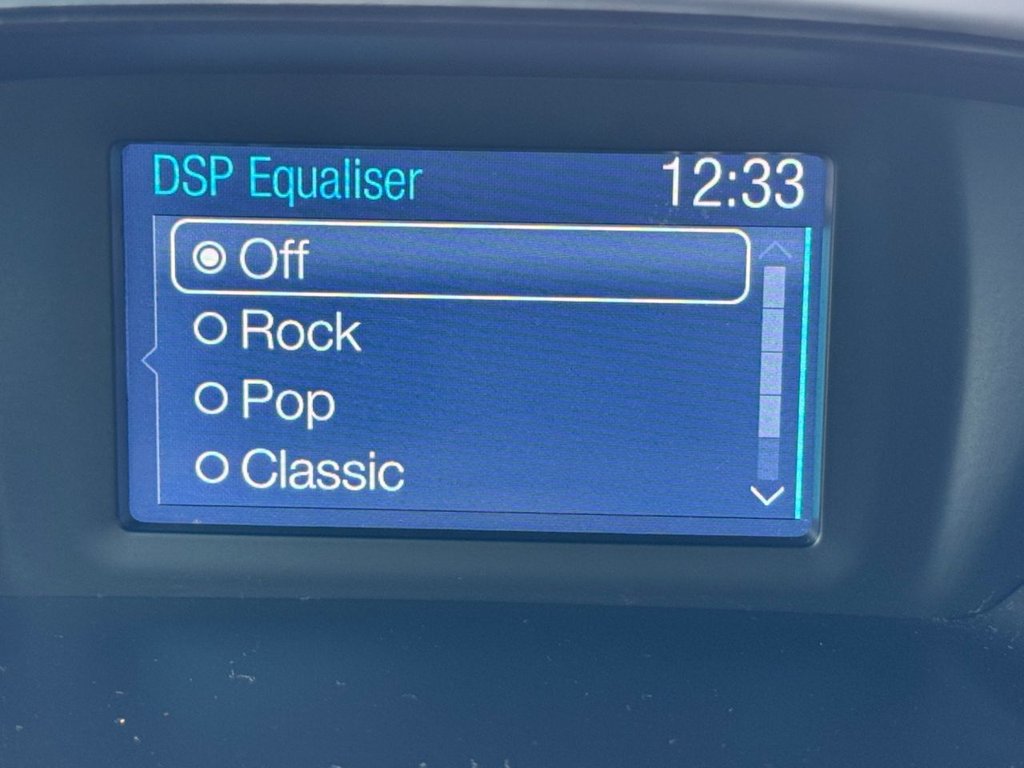 DSP Equaliser 12:33
Off
Rock
Pop
Classic